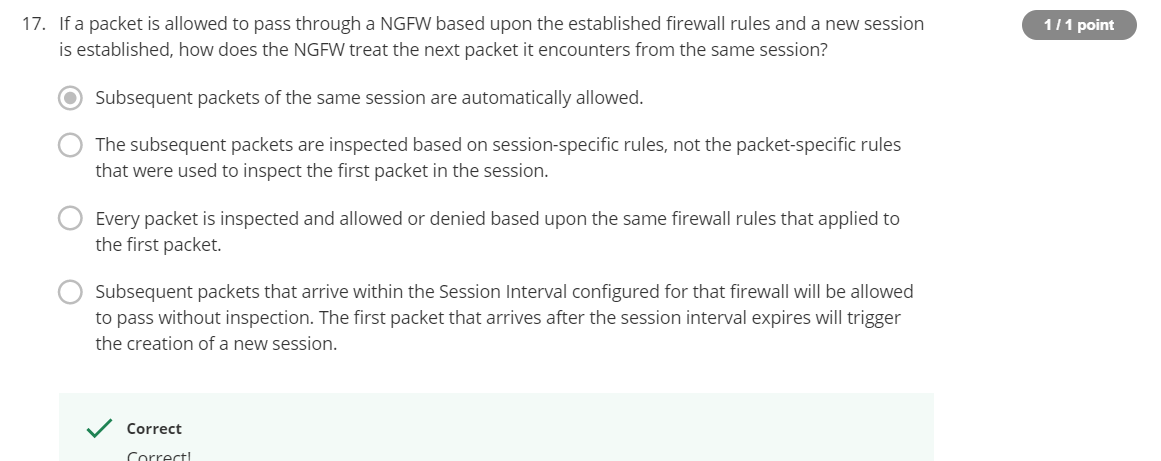 17. If a packet is allowed to pass through a NGFW based upon the established firewall rules and a new session
1 / 1 point
is established, how does the NGFW treat the next packet it encounters from the same session?
Subsequent packets of the same session are automatically allowed.
The subsequent packets are inspected based on session-specific rules, not the packet-specific rules
that were used to inspect the first packet in the session.
Every packet is inspected and allowed or denied based upon the same firewall rules that applied to
the first packet.
Subsequent packets that arrive within the Session Interval configured for that firewall will be allowed
to pass without inspection. The first packet that arrives after the session interval expires will trigger
the creation of a new session.
Correct
Correct!